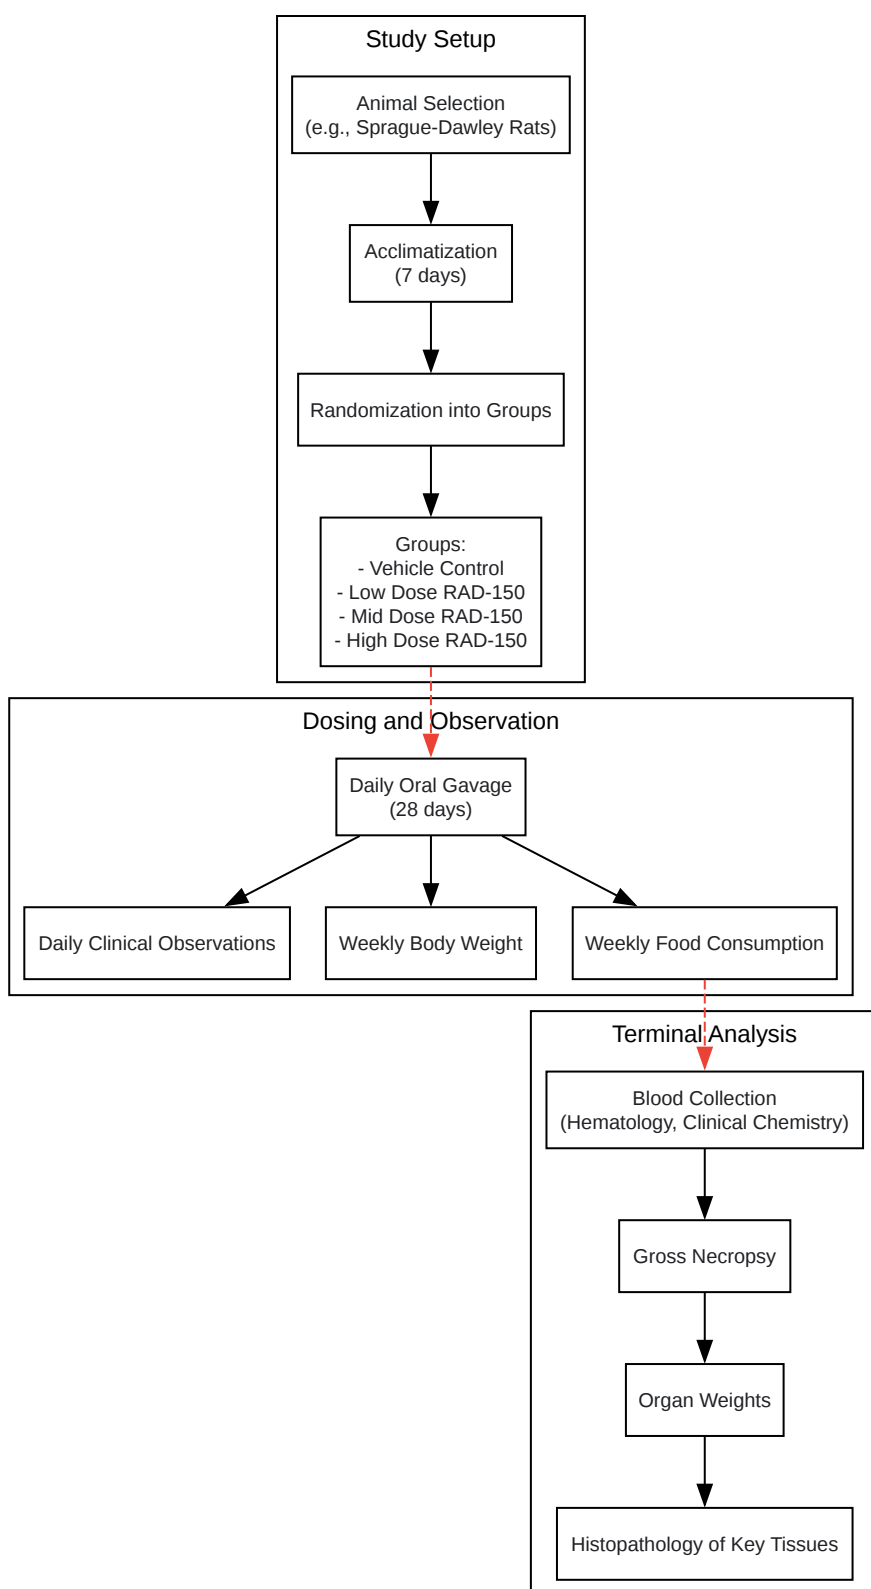 Study Setup
Animal Selection
(e.g., Sprague-Dawley Rats)
Acclimatization
(7 days)
Randomization into Groups
Groups:
- Vehicle Control
- Low Dose RAD-150
- Mid Dose RAD-150
- High Dose RAD-150
Dosing and Observation
Daily Oral Gavage
(28 days)
Daily Clinical Observations
Weekly Body Weight
Weekly Food Consumption
Terminal Analysis
Blood Collection
(Hematology, Clinical Chemistry)
Gross Necropsy
Organ Weights
Histopathology of Key Tissues